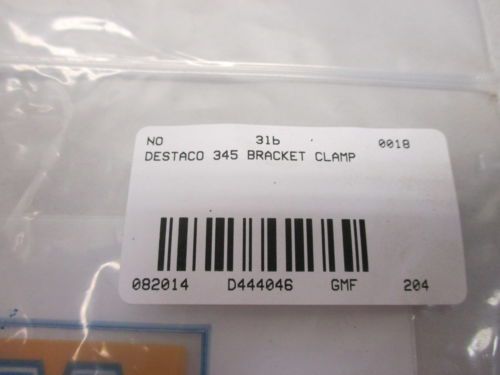 NO 31b 0018
DESTACO 345 BRACKET CLAMP
082014 D444046 GMF 204